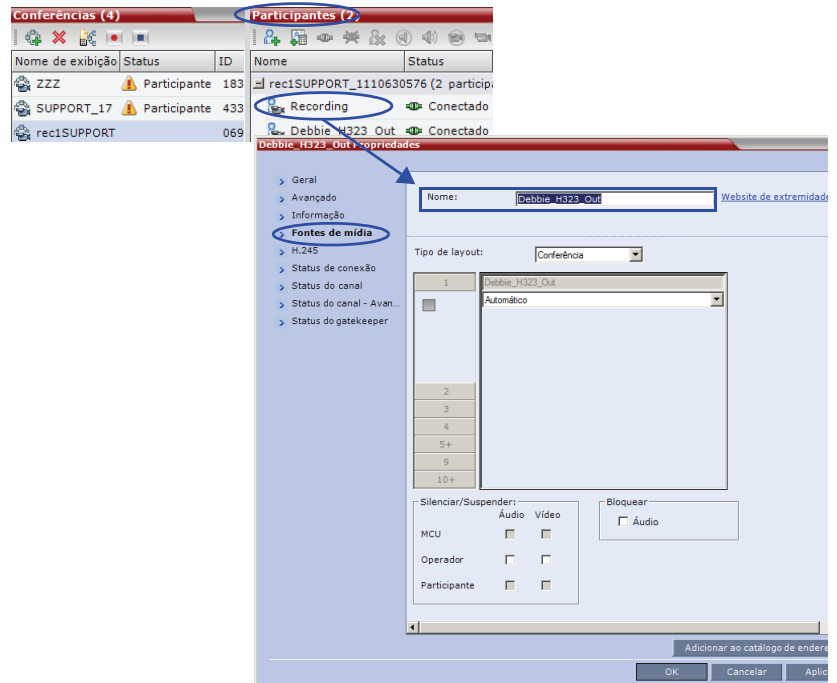 Conferências (4)
Nome de exibição Status ID
ZZZ Participante 183
SUPPORT_17 Participante 433
rec1SUPPORT 069
Participantes (2)
Nome Status
rec1SUPPORT_1110630576 (2 particip
Recording Conectado
Debbie_H323_Out Conectado
Debbie_H323_Out Propriedades
Geral
Avançado
Informação
Fontes de mídia
H.245
Status de conexão
Status do canal
Status do canal - Avan...
Status do gatekeeper
Nome: Debbie_H323_Out Website de extremidade
Tipo de layout: Conferência
1 Debbie_H323_Out
Automático
2
3
4
5+
9
10+
Silenciar/Suspender:
Áudio Vídeo
MCU
Operador
Participante
Bloquear
Áudio
Adicionar ao catálogo de endere
OK Cancelar Aplic